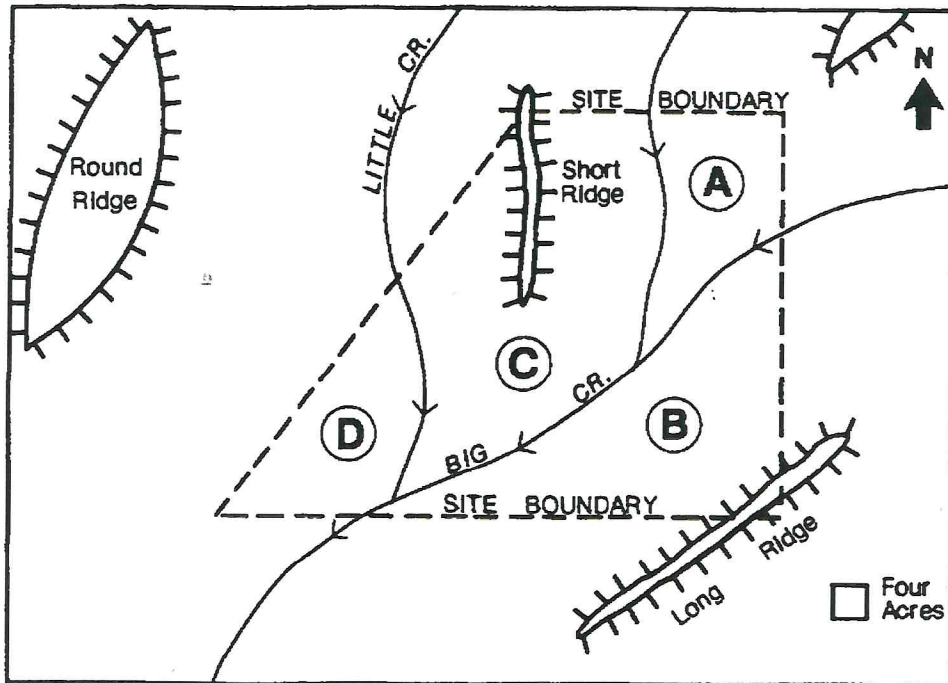 LITTLE CR.
N
SITE BOUNDARY
Round
Ridge
Short
Ridge
A
C
B
D
BIG CR.
SITE BOUNDARY
Long Ridge
Four
Acres